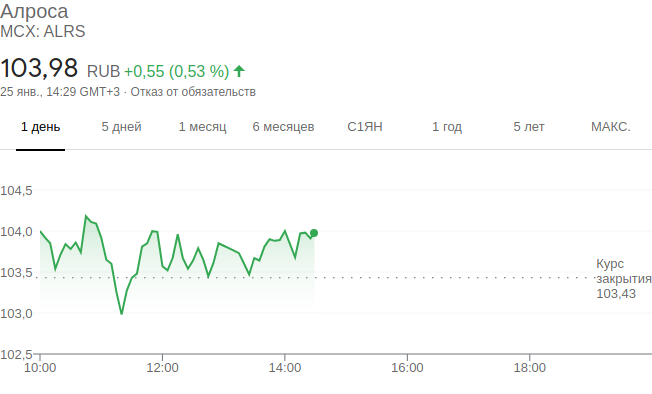 Алроса
MCX: ALRS
103,98 RUB +0,55 (0,53 %)
25 янв., 14:29 GMT+3 · Отказ от обязательств
1 день 5 дней 1 месяц 6 месяцев С1ЯН 1 год 5 лет МАКС.
104,5
104,0
103,5
Курс
закрытия
103,43
103,0
102,5
10:00 12:00 14:00 16:00 18:00